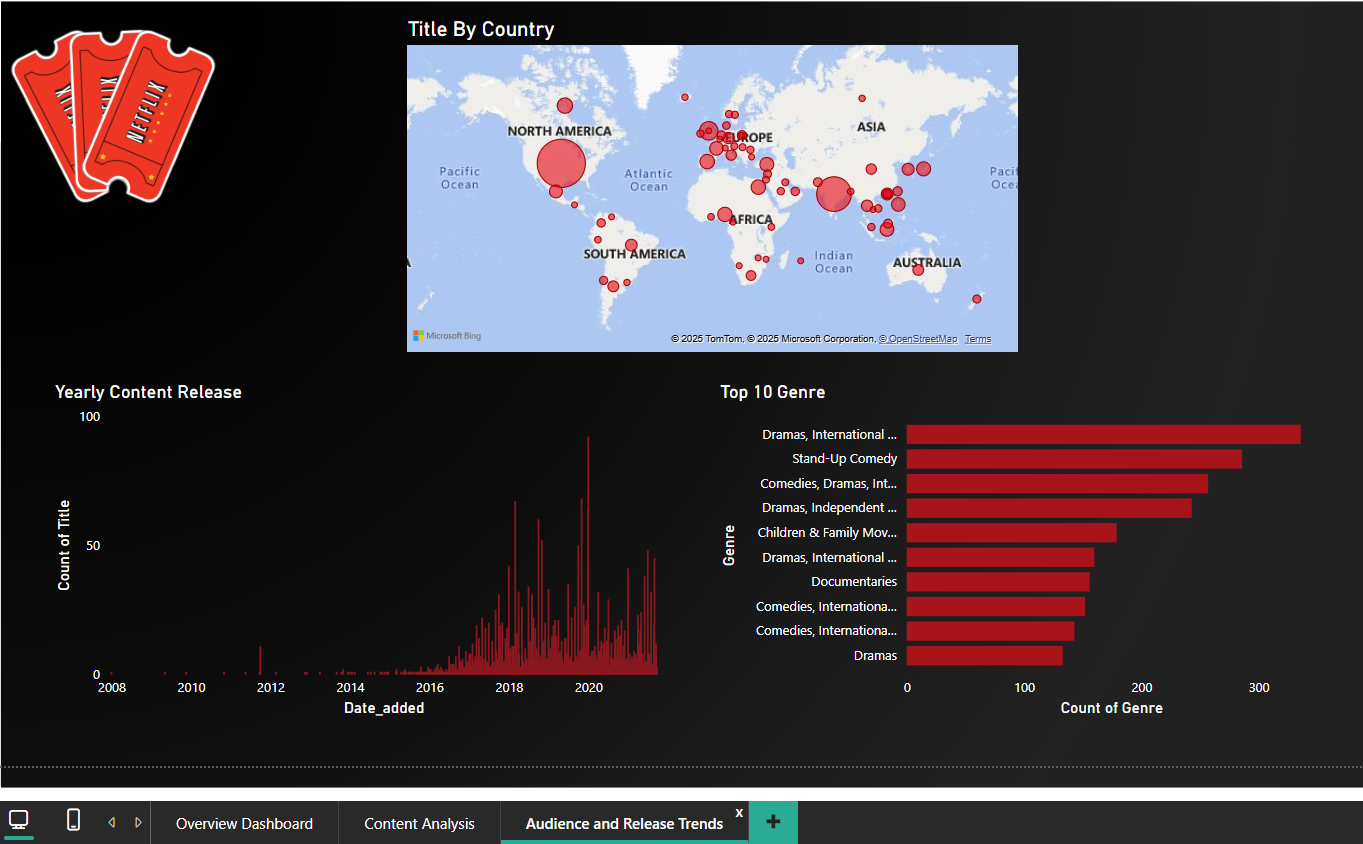 NETFLIX
Title By Country
NORTH AMERICA
EUROPE
ASIA
Pacific
Ocean
Atlantic
Ocean
Pacit
Ocea
AFRICA
SOUTH AMERICA
Indian
Ocean
AUSTRALIA
Microsoft Bing
© 2025 TomTom, © 2025 Microsoft Corporation, © OpenStreetMap Terms
Yearly Content Release
100
50
0
Count of Title
2008 2010 2012 2014 2016 2018 2020
Date_added
Top 10 Genre
Genre
Dramas, International ...
Stand-Up Comedy
Comedies, Dramas, Int...
Dramas, Independent ...
Children & Family Mov...
Dramas, International ...
Documentaries
Comedies, Internationa...
Comedies, Internationa...
Dramas
0 100 200 300
Count of Genre
Overview Dashboard
Content Analysis
Audience and Release Trends
x
+